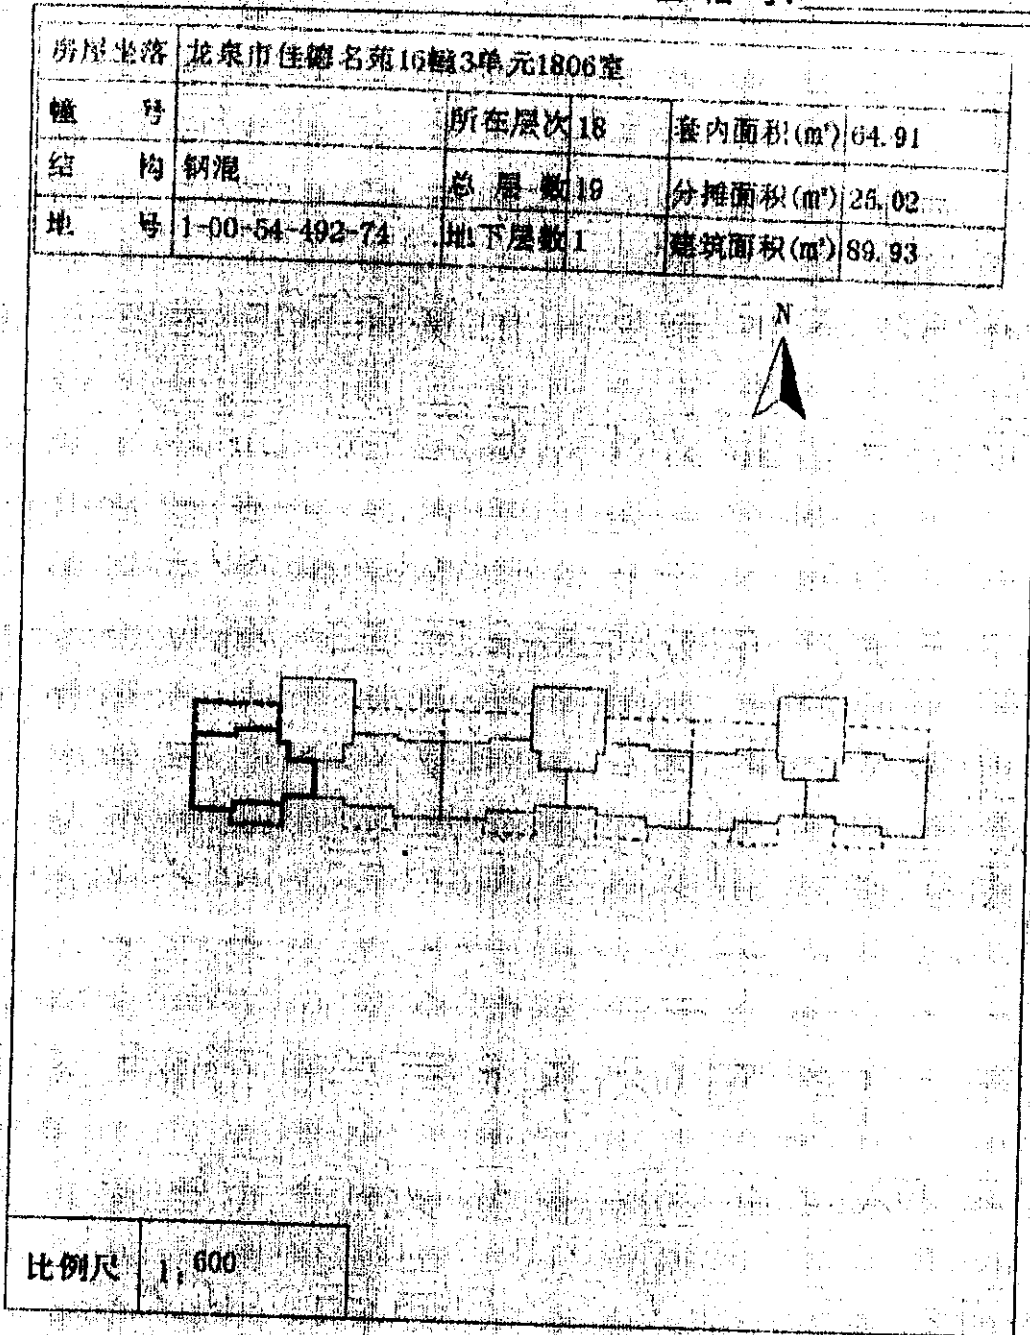 房屋坐落 龙泉市佳德名苑16幢3单元1806室
幢 号 所在层次 18 套内面积(m²) 64.91
结 构 钢混 总 层 数 19 分摊面积(m²) 25.02
地 号 1-00-54-492-74 地下层数 1 建筑面积(m²) 89.93
N
比例尺 1:600